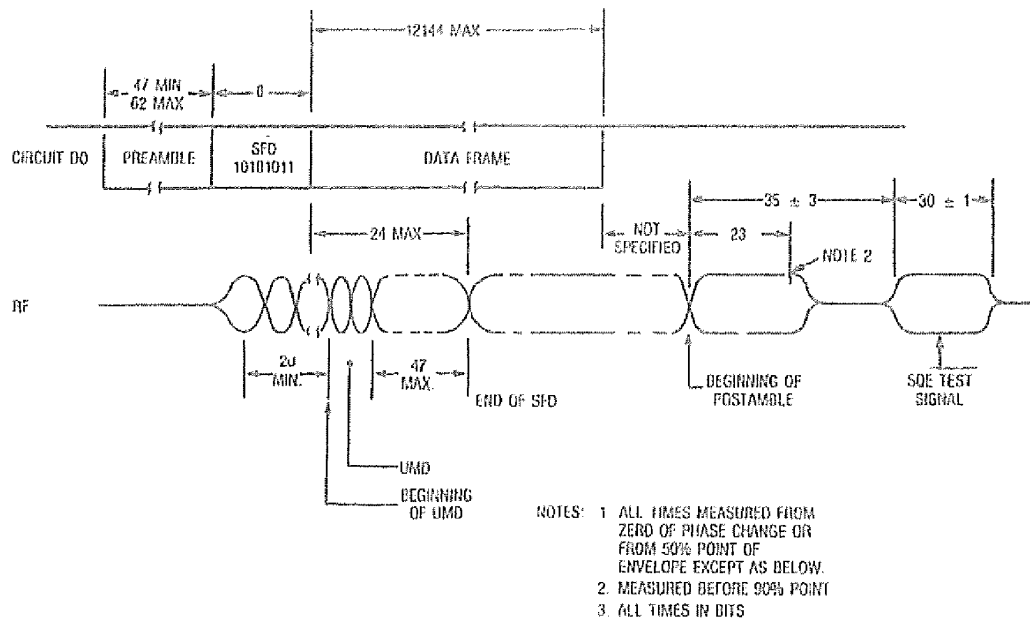 12144 MAX
47 MIN
62 MAX
8
CIRCUIT DO
PREAMBLE
SFD
10101011
DATA FRAME
35 ± 3
30 ± 1
24 MAX
NOT
SPECIFIED
23
NOTE 2
RF
20
MIN.
47
MAX.
END OF SFD
BEGINNING OF
POSTAMBLE
SQE TEST
SIGNAL
UMD
BEGINNING
OF UMD
NOTES: 1 ALL TIMES MEASURED FROM
ZERO OF PHASE CHANGE OR
FROM 50% POINT OF
ENVELOPE EXCEPT AS BELOW.
2. MEASURED BEFORE 90% POINT
3. ALL TIMES IN BITS